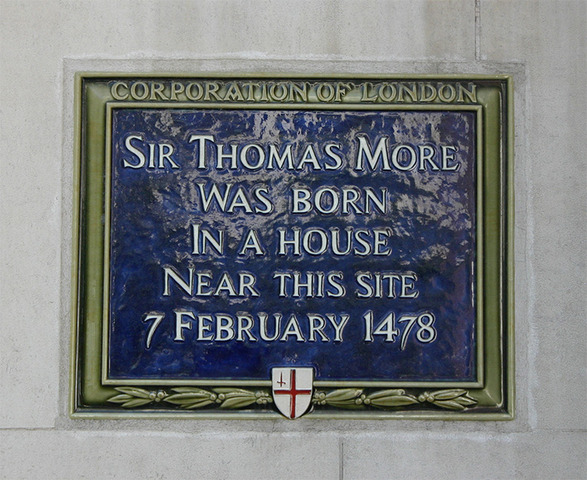 CORPORATION OF LONDON
SIR THOMAS MORE
WAS BORN
IN A HOUSE
NEAR THIS SITE
7 FEBRUARY 1478